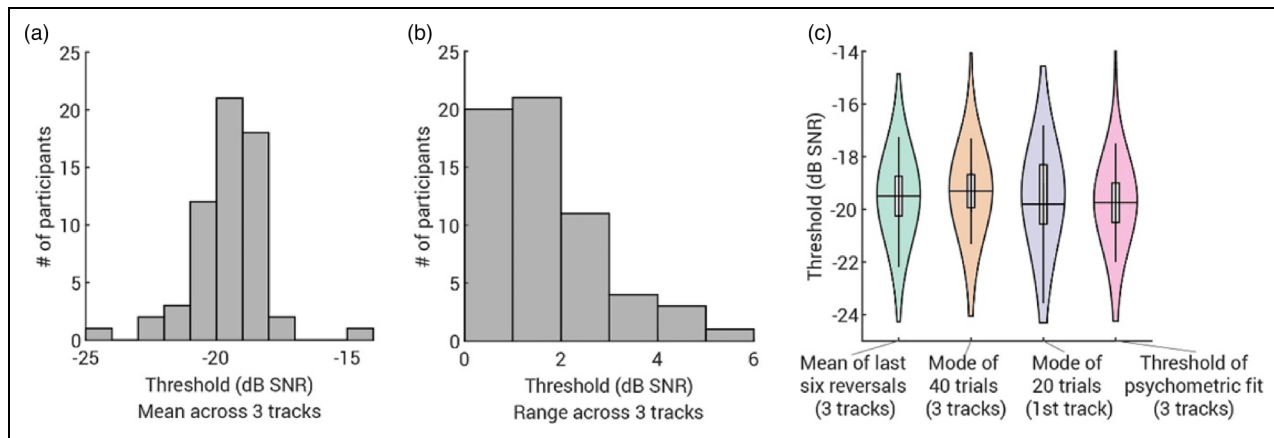 (a)
25
20
15
10
5
0
# of participants
-25
-20
-15
Threshold (dB SNR)
Mean across 3 tracks
(b)
25
20
15
10
5
0
# of participants
0
2
4
6
Threshold (dB SNR)
Range across 3 tracks
(c)
-14
-16
-18
-20
-22
-24
Threshold (dB SNR)
Mean of last
six reversals
(3 tracks)
Mode of
40 trials
(3 tracks)
Mode of
20 trials
(1st track)
Threshold of
psychometric fit
(3 tracks)